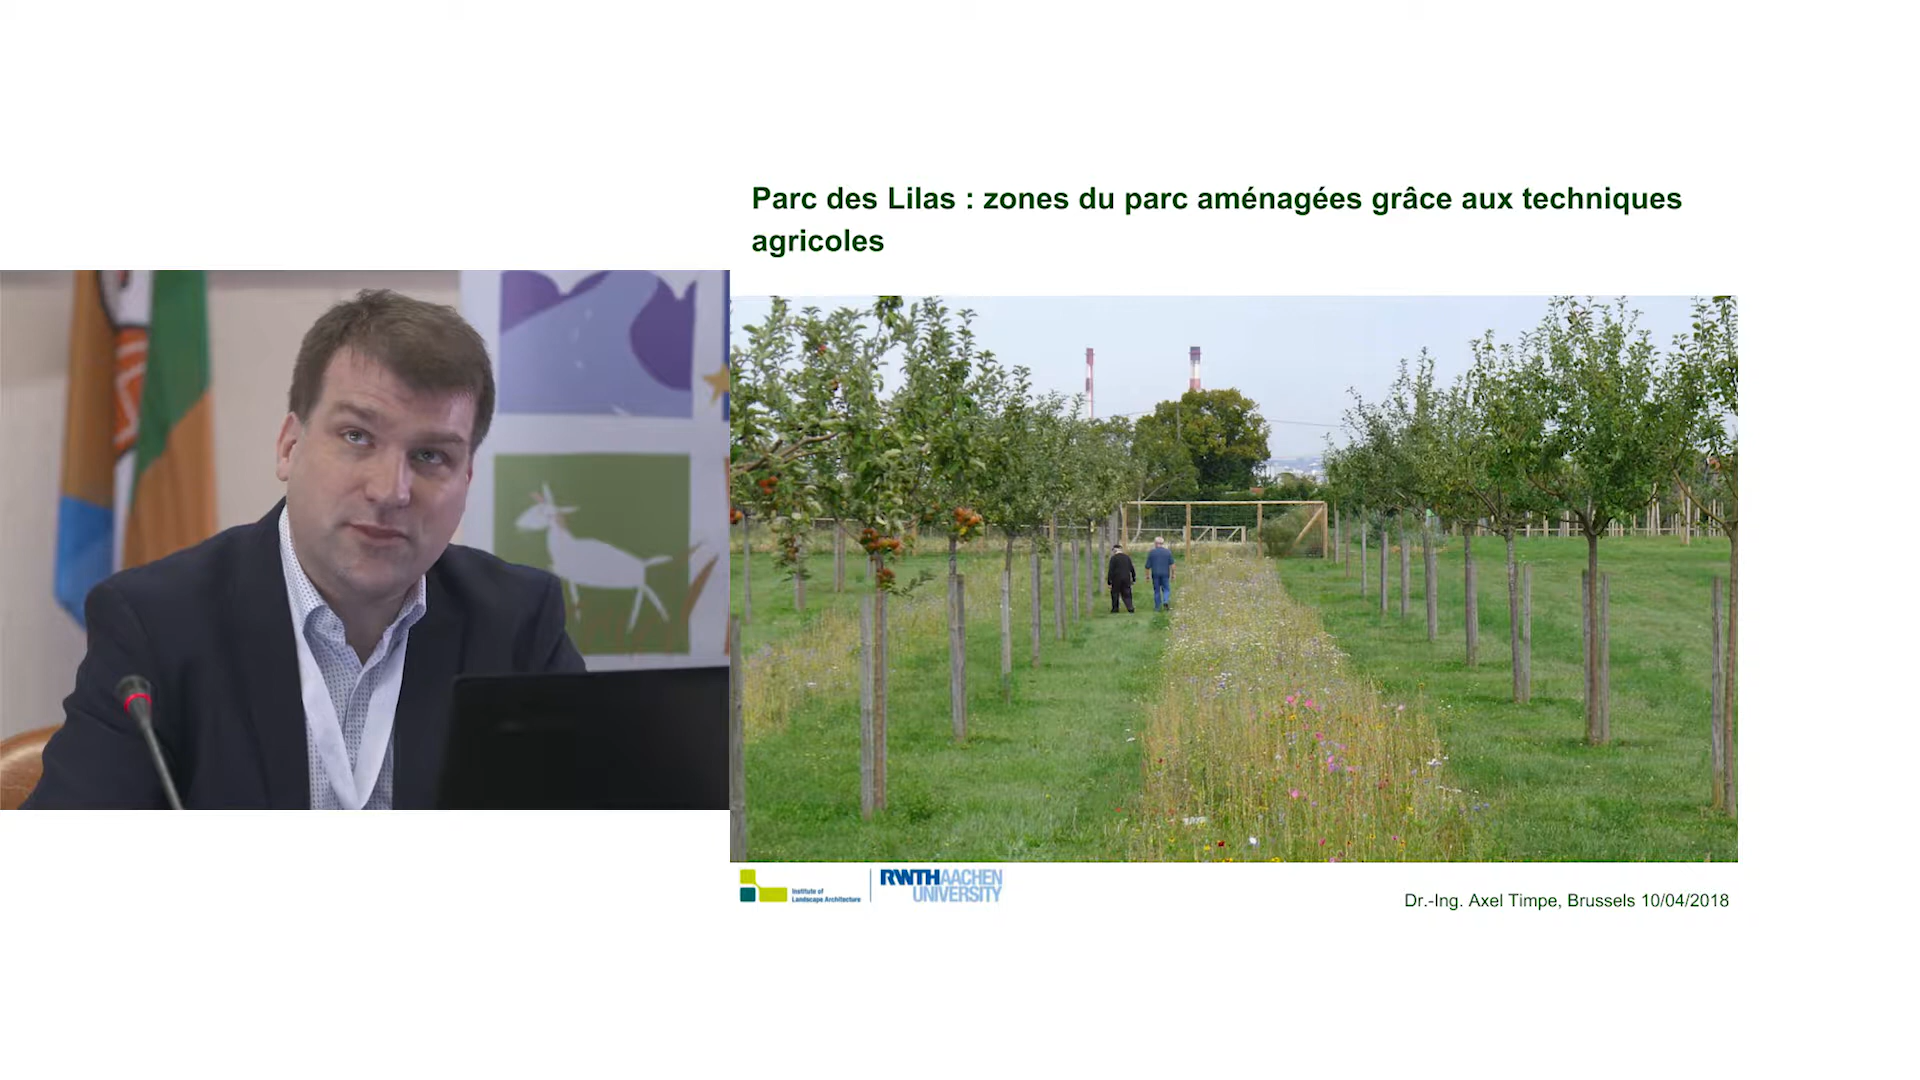 Parc des Lilas : zones du parc aménagées grâce aux techniques
agricoles
Institute of
Landscape Architecture
RWTHAACHEN
UNIVERSITY
Dr.-Ing. Axel Timpe, Brussels 10/04/2018